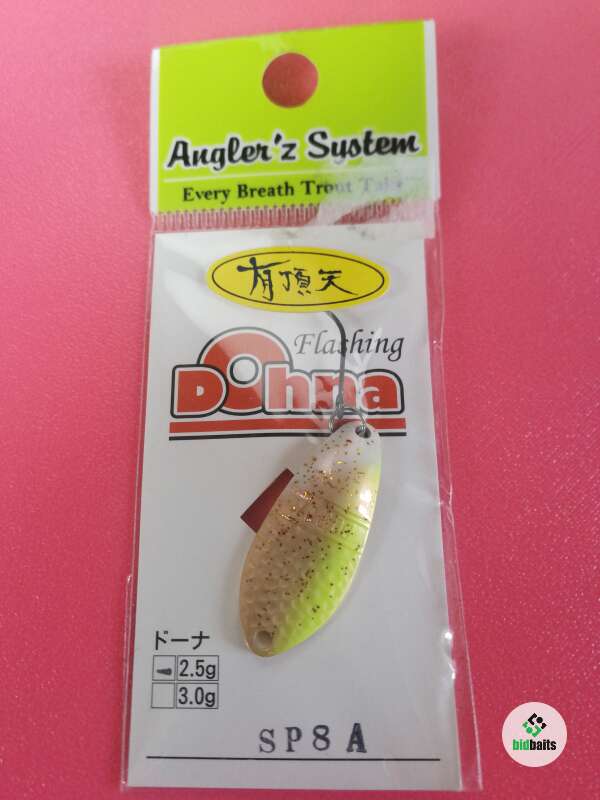 Angler'z System
Every Breath Trout
有頂天
Flashing
Dohna
ドーナ
2.5g
3.0g
SP8A
bidbaits